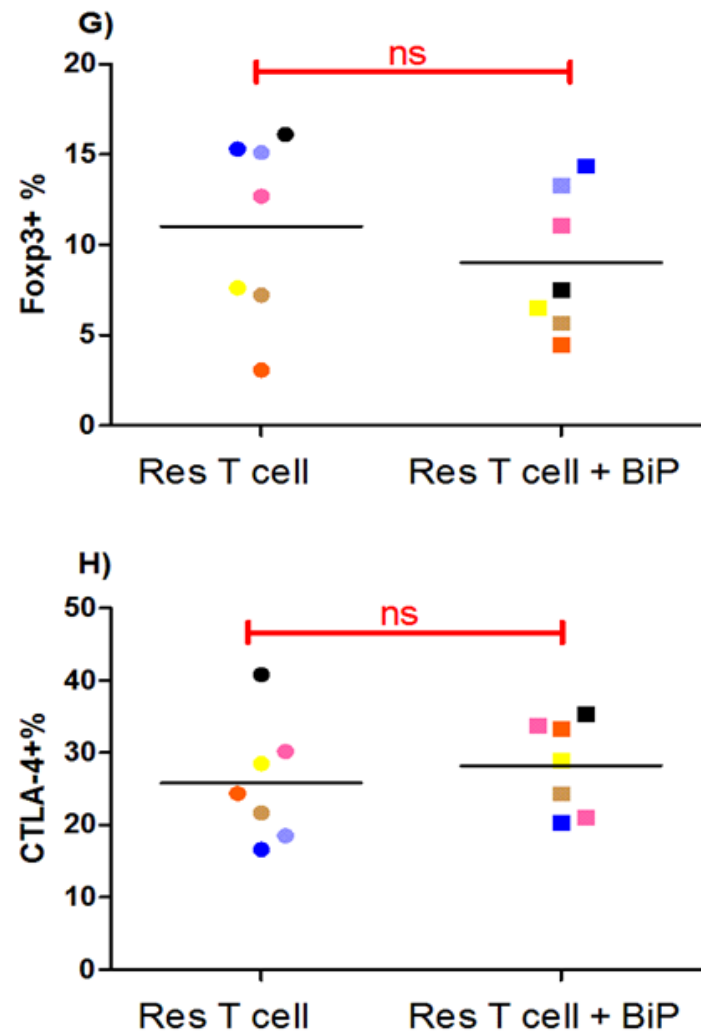 G)
ns
20
15
10
5
0
Foxp3+ %
Res T cell
Res T cell + BiP
H)
ns
50
40
30
20
10
0
CTLA-4+%
Res T cell
Res T cell + BiP